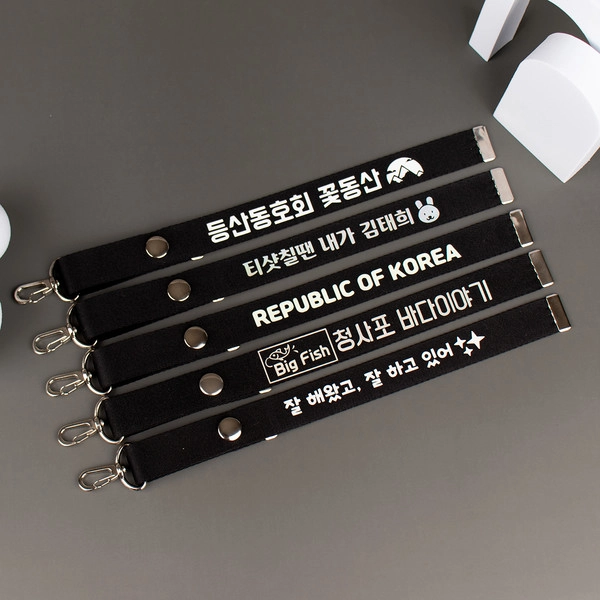 등산동호회 꽃동산
티샷칠땐 내가 김태희
REPUBLIC OF KOREA
Big Fish 청사포 바다이야기
잘 해왔고, 잘 하고 있어